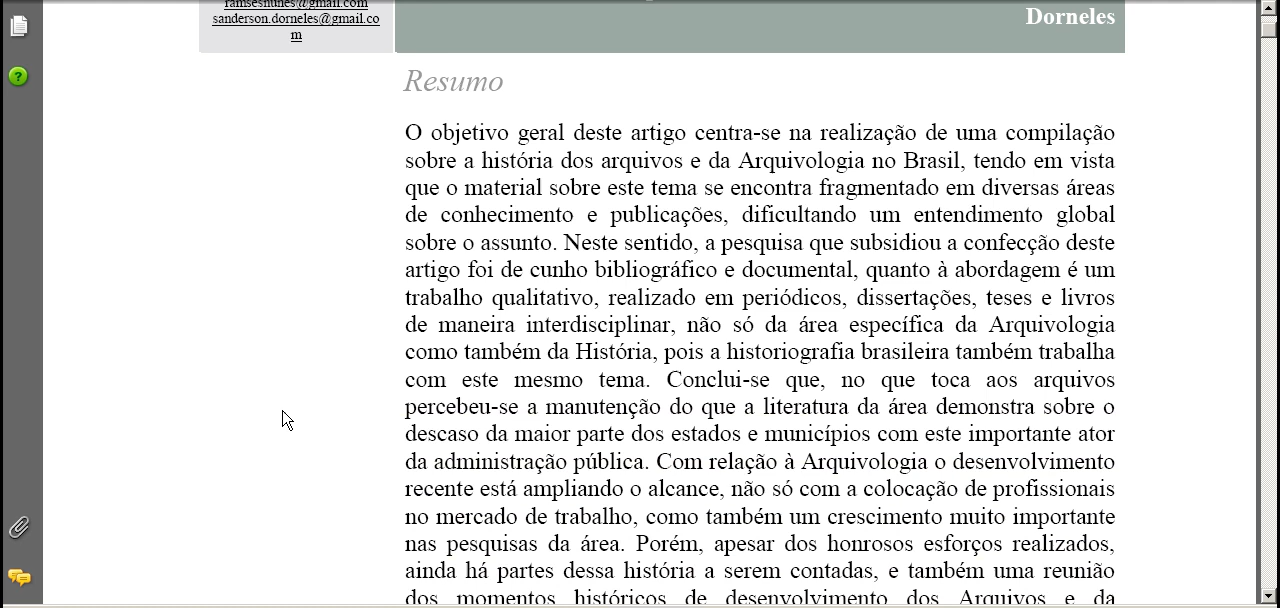 ramsesnunes@gmail.com
sanderson.dorneles@gmail.co
m
Dorneles
Resumo
O objetivo geral deste artigo centra-se na realização de uma compilação
sobre a história dos arquivos e da Arquivologia no Brasil, tendo em vista
que o material sobre este tema se encontra fragmentado em diversas áreas
de conhecimento e publicações, dificultando um entendimento global
sobre o assunto. Neste sentido, a pesquisa que subsidiou a confecção deste
artigo foi de cunho bibliográfico e documental, quanto à abordagem é um
trabalho qualitativo, realizado em periódicos, dissertações, teses e livros
de maneira interdisciplinar, não só da área específica da Arquivologia
como também da História, pois a historiografia brasileira também trabalha
com este mesmo tema. Conclui-se que, no que toca aos arquivos
percebeu-se a manutenção do que a literatura da área demonstra sobre o
descaso da maior parte dos estados e municípios com este importante ator
da administração pública. Com relação à Arquivologia o desenvolvimento
recente está ampliando o alcance, não só com a colocação de profissionais
no mercado de trabalho, como também um crescimento muito importante
nas pesquisas da área. Porém, apesar dos honrosos esforços realizados,
ainda há partes dessa história a serem contadas, e também uma reunião
dos momentos históricos de desenvolvimento dos Arquivos e da